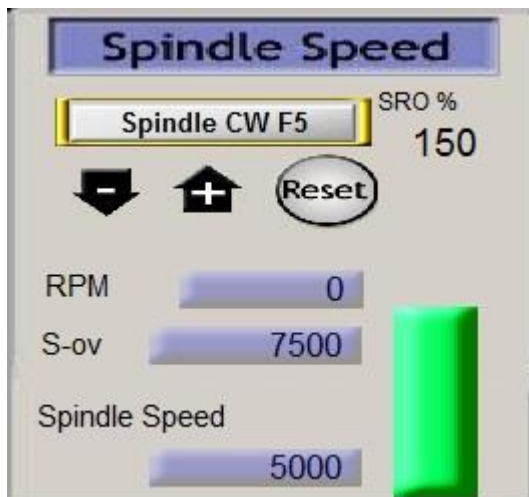 Spindle Speed
Spindle CW F5
SRO %
150
-
+
Reset
RPM 0
S-ov 7500
Spindle Speed
5000